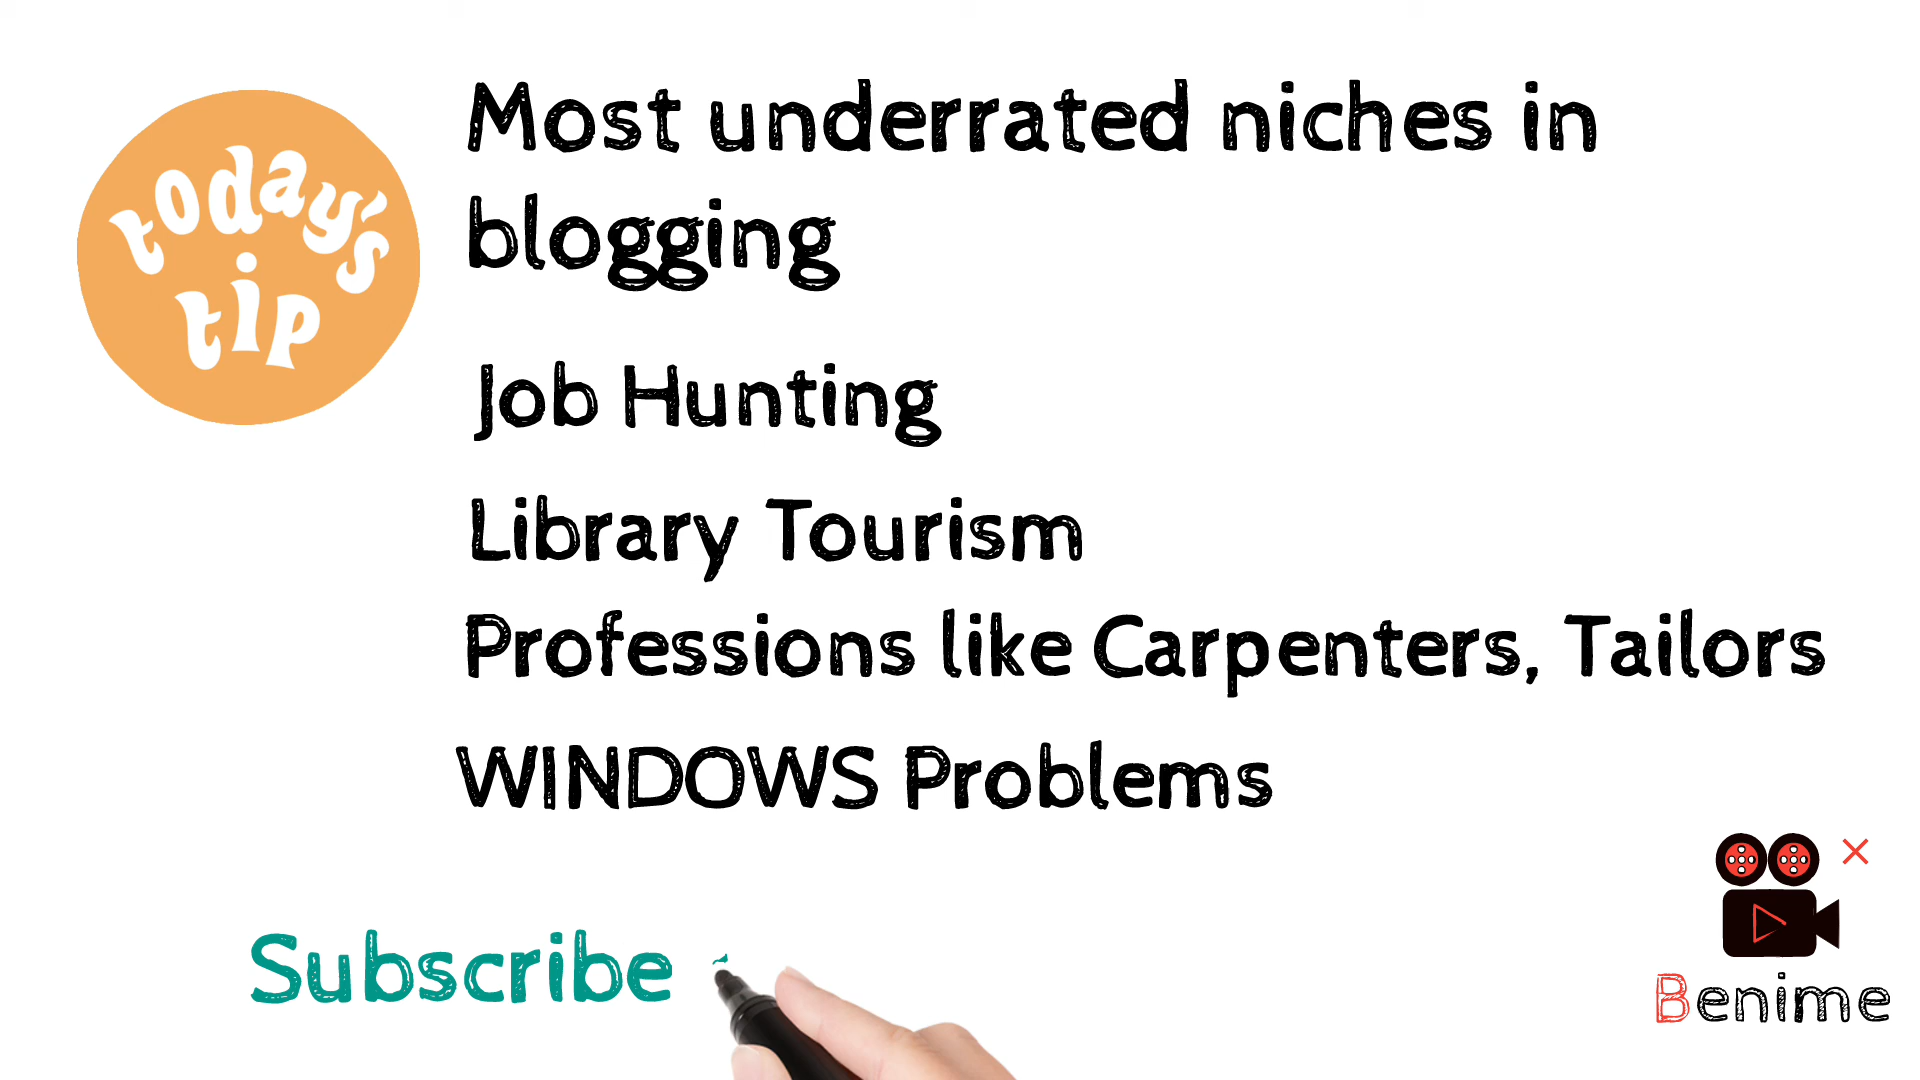 today's
tip
Most underrated niches in
blogging
Job Hunting
Library Tourism
Professions like Carpenters, Tailors
WINDOWS Problems
Subscribe
Benime